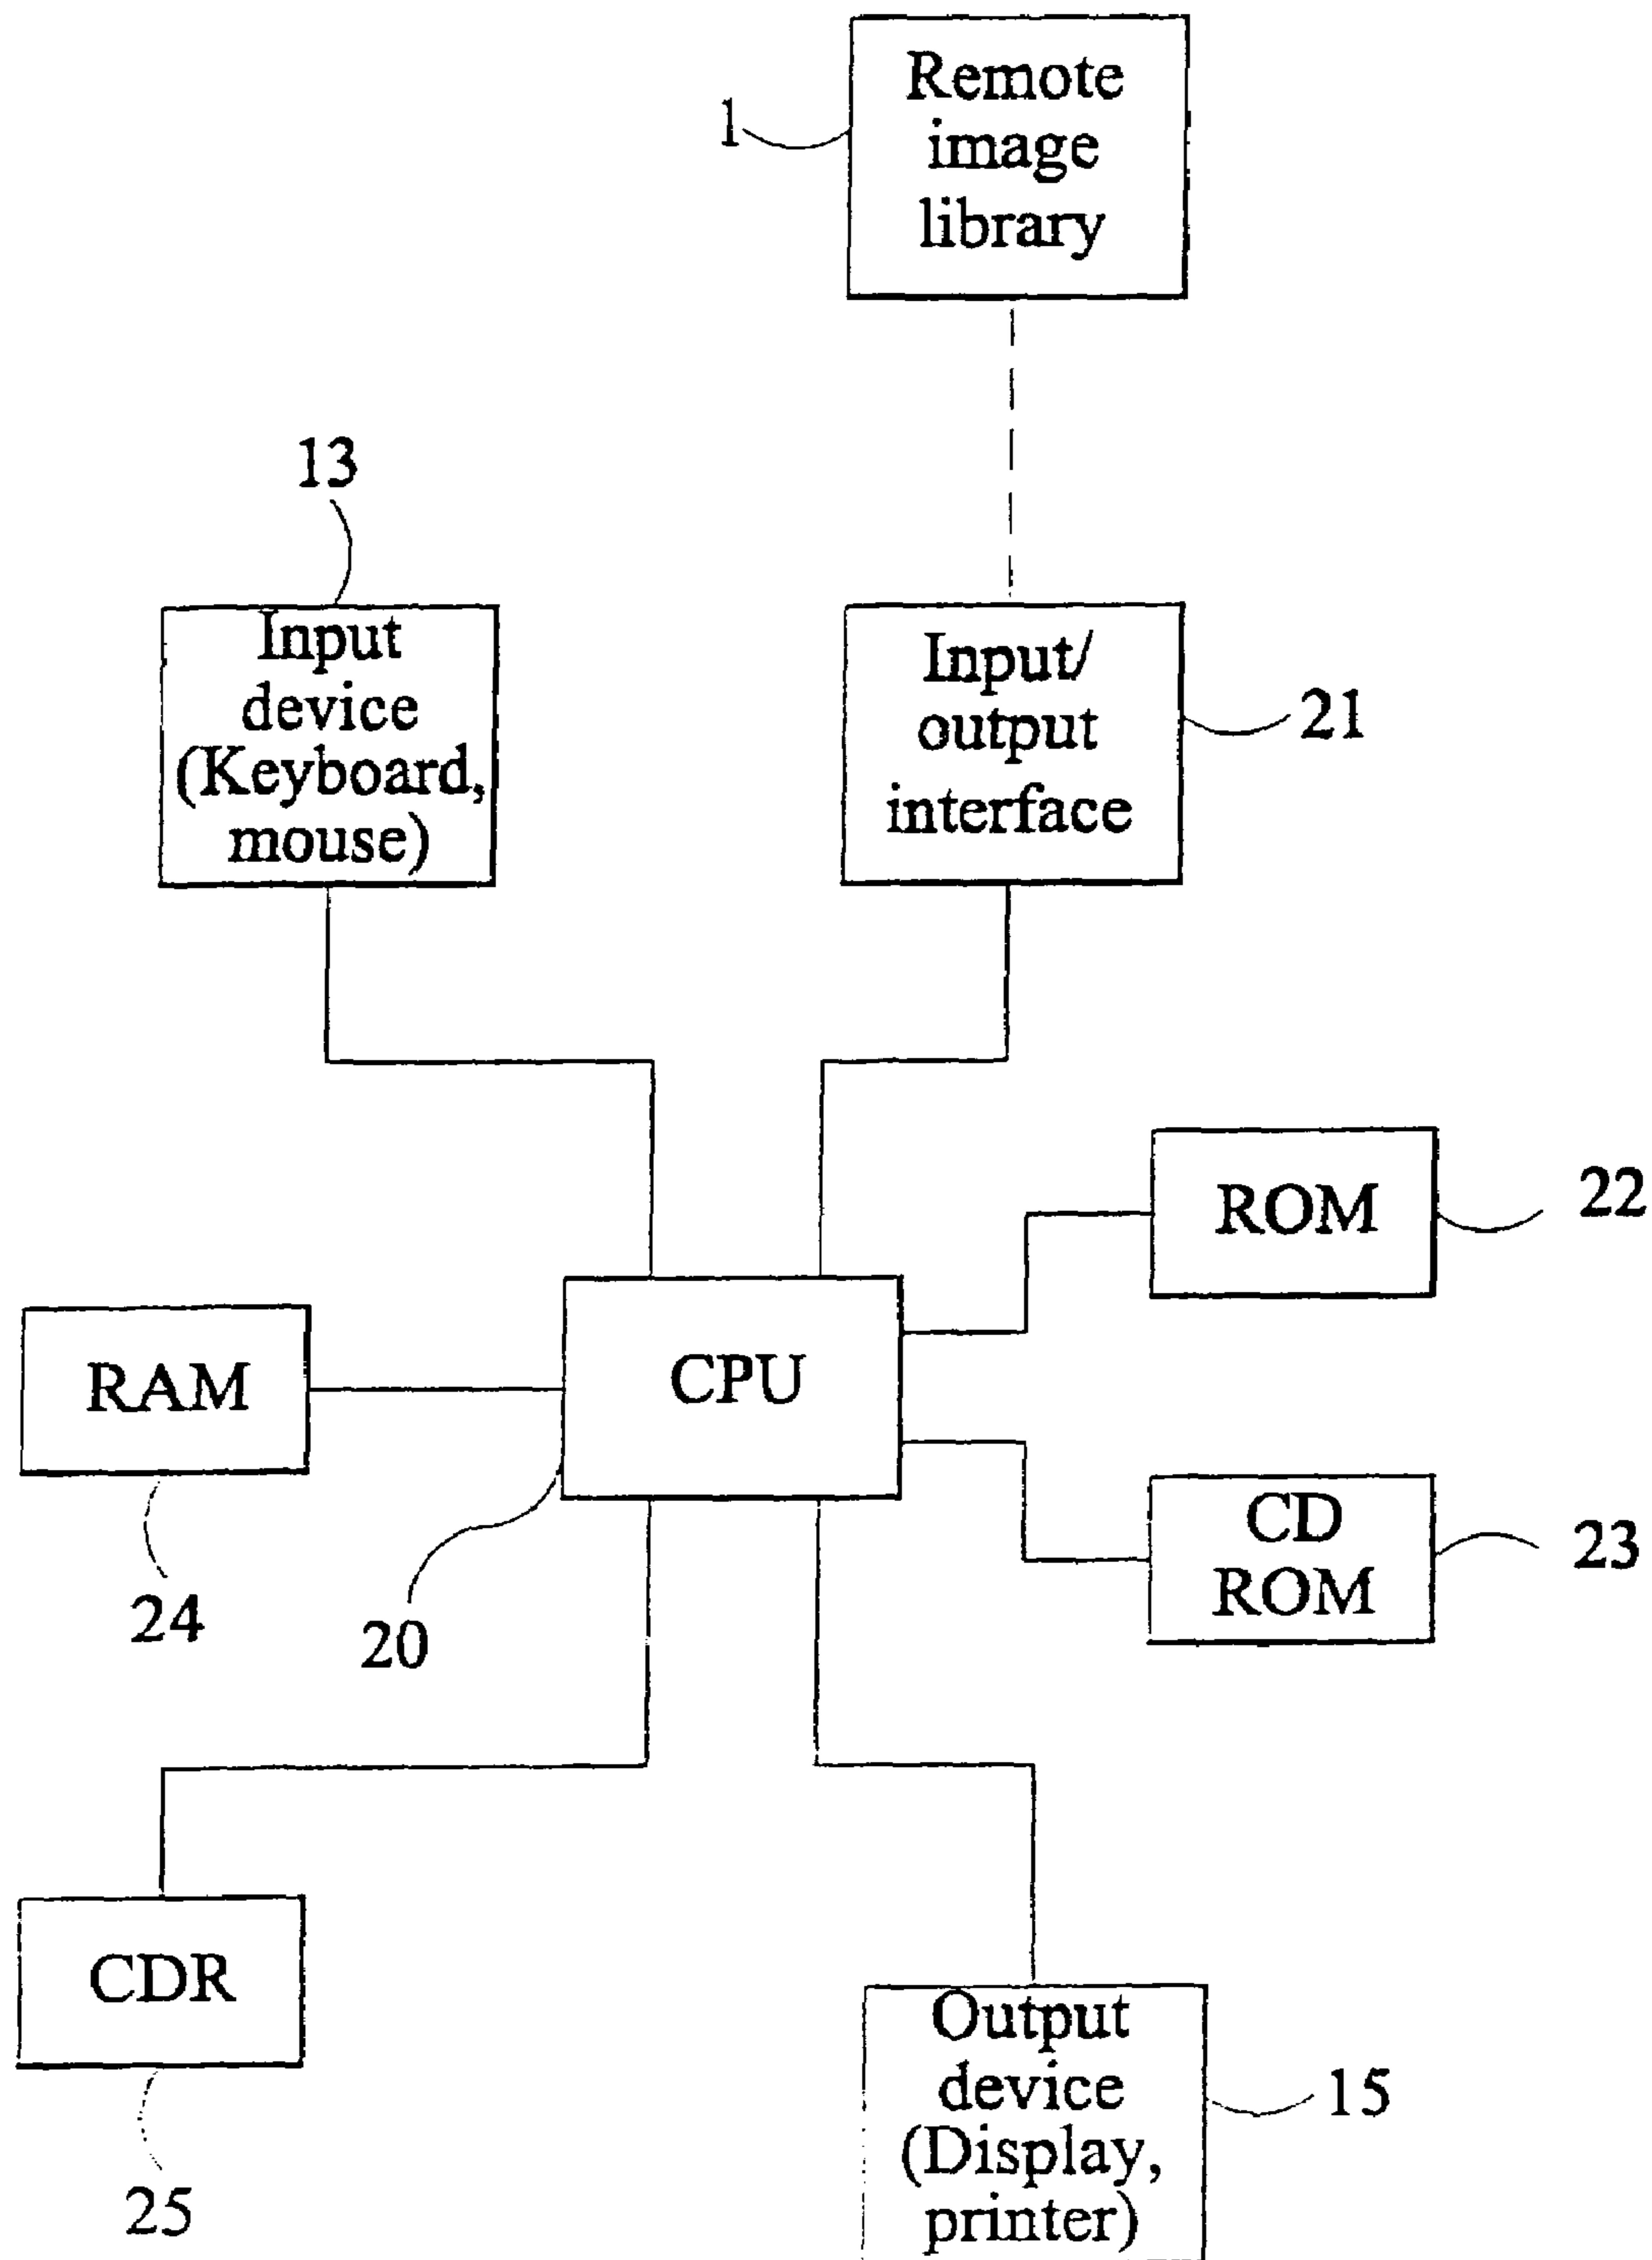 Remote
image
library
1
13
Input
device
(Keyboard,
mouse)
Input/
output
interface
21
ROM
22
RAM
CPU
CD
ROM
23
24
20
CDR
25
Output
device
(Display,
printer)
15